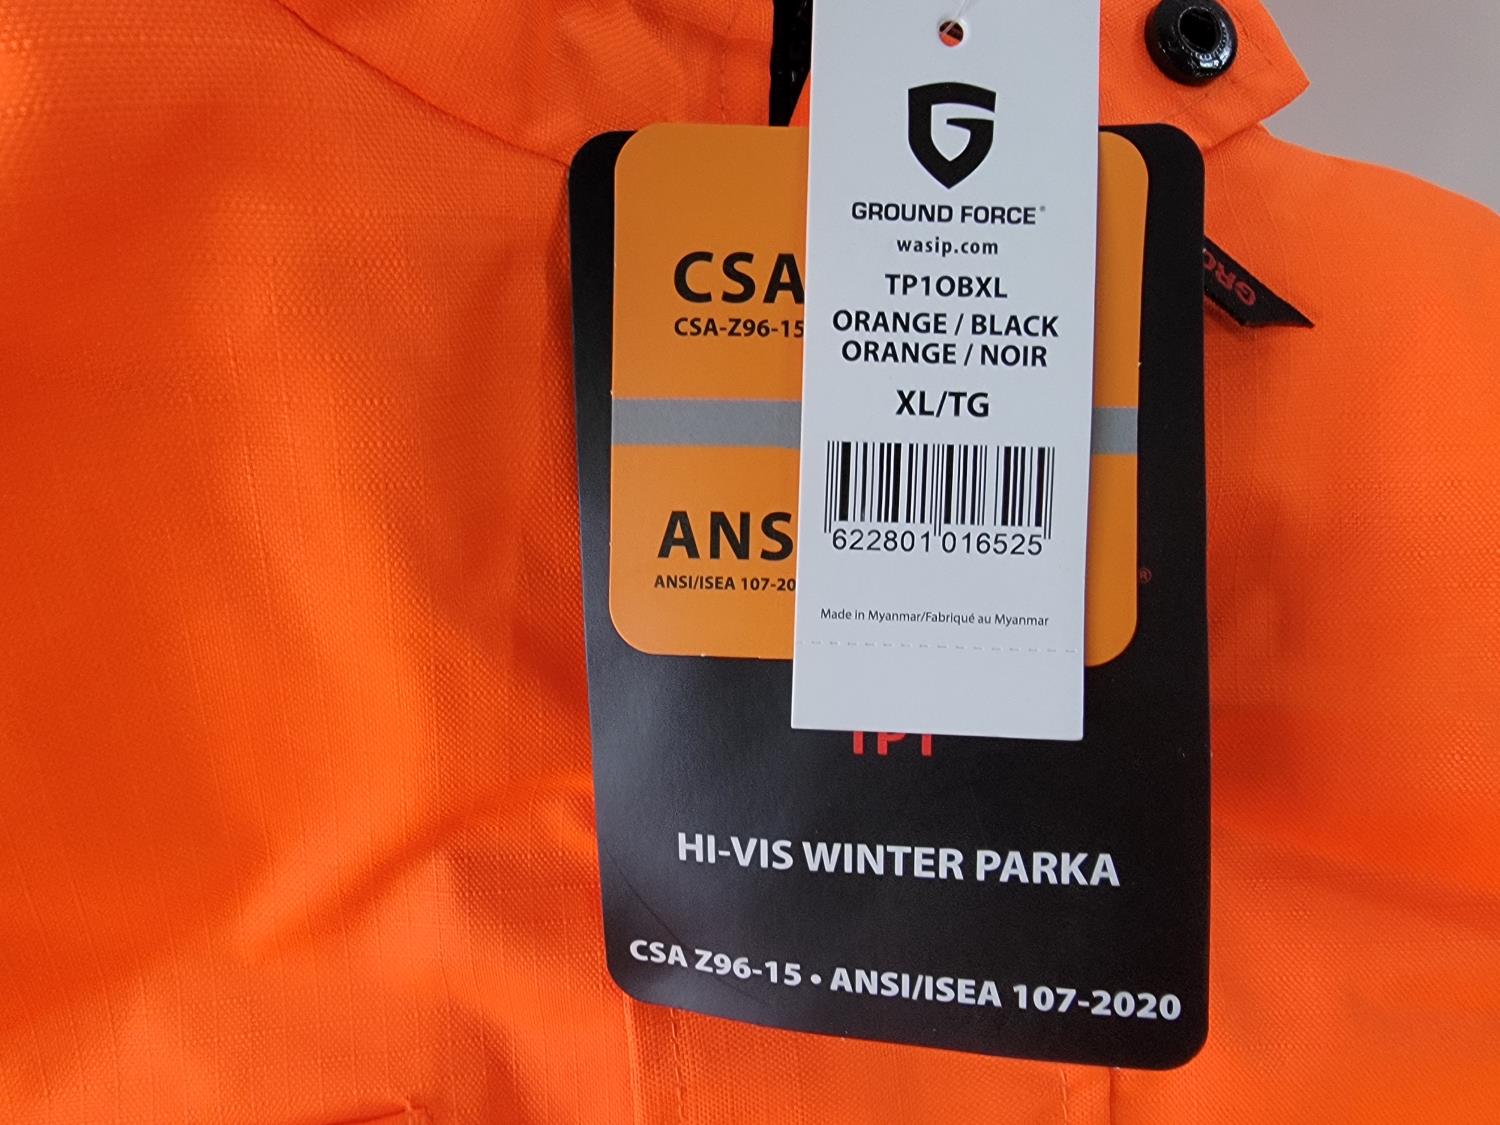 GROUND FORCE®
wasip.com
TP1OBXL
ORANGE / BLACK
ORANGE / NOIR
XL/TG
622801 016525
Made in Myanmar/Fabriqué au Myanmar
CSA
CSA-Z96-15
ANS
ANSI/ISEA 107-20
®
TP1
HI-VIS WINTER PARKA
CSA Z96-15 • ANSI/ISEA 107-2020
GRO